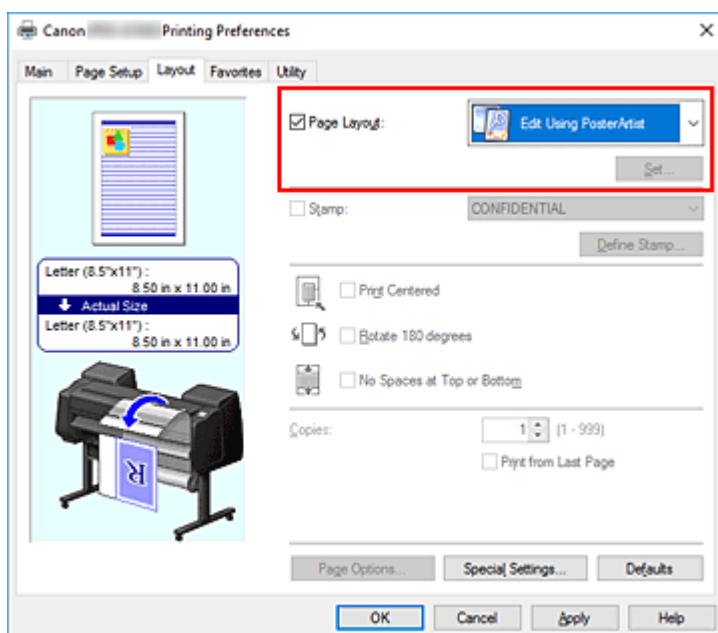 Canon Printing Preferences
Main Page Setup Layout Favorites Utility
Page Layout: Edit Using PosterArtist
Set...
Stamp: CONFIDENTIAL
Define Stamp...
Letter (8.5"x11") :
8.50 in x 11.00 in
Actual Size
Letter (8.5"x11") :
8.50 in x 11.00 in
Print Centered
Rotate 180 degrees
No Spaces at Top or Bottom
Copies: 1 (1 - 999)
Print from Last Page
R
Page Options... Special Settings... Defaults
OK Cancel Apply Help